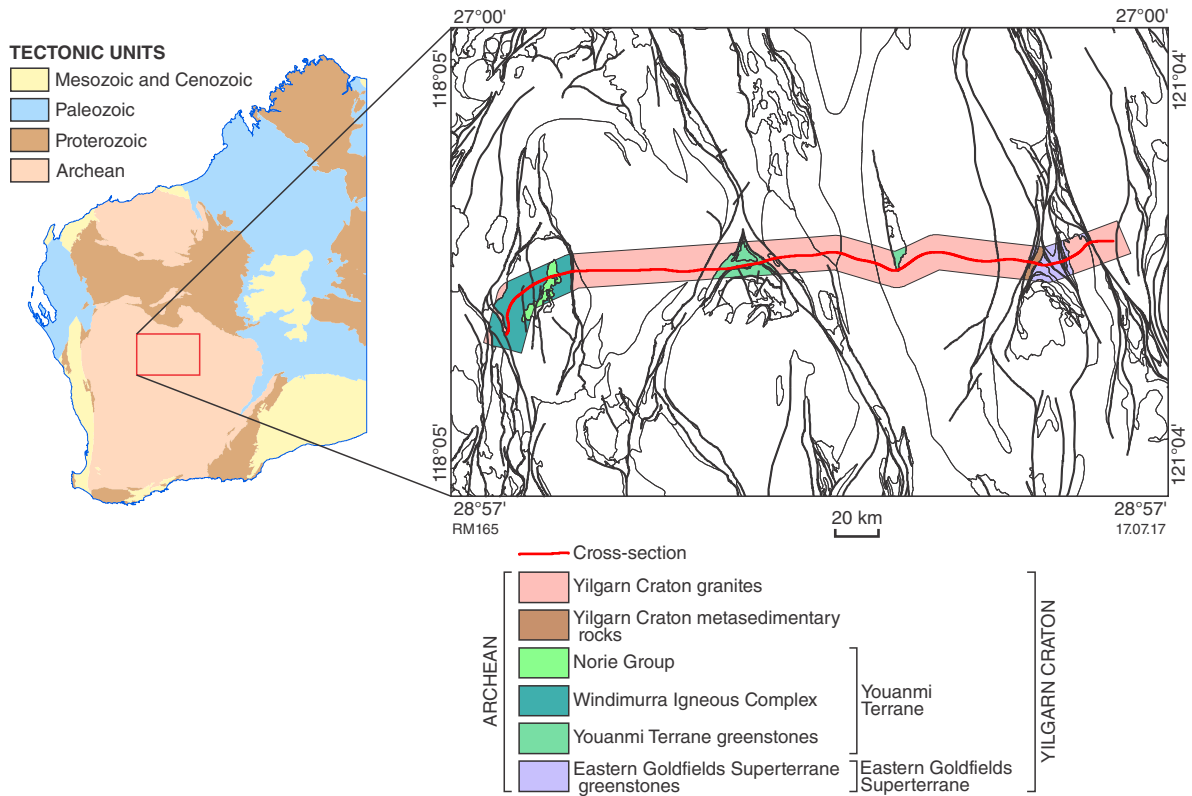 TECTONIC UNITS
Mesozoic and Cenozoic
Paleozoic
Proterozoic
Archean
27°00'
27°00'
118°05'
121°04'
118°05'
121°04'
28°57'
28°57'
RM165
20 km
17.07.17
Cross-section
Yilgarn Craton granites
Yilgarn Craton metasedimentary
rocks
Norie Group
Windimurra Igneous Complex
Youanmi Terrane greenstones
Eastern Goldfields Superterrane
greenstones
Youanmi
Terrane
Eastern Goldfields
Superterrane
ARCHEAN
YILGARN CRATON